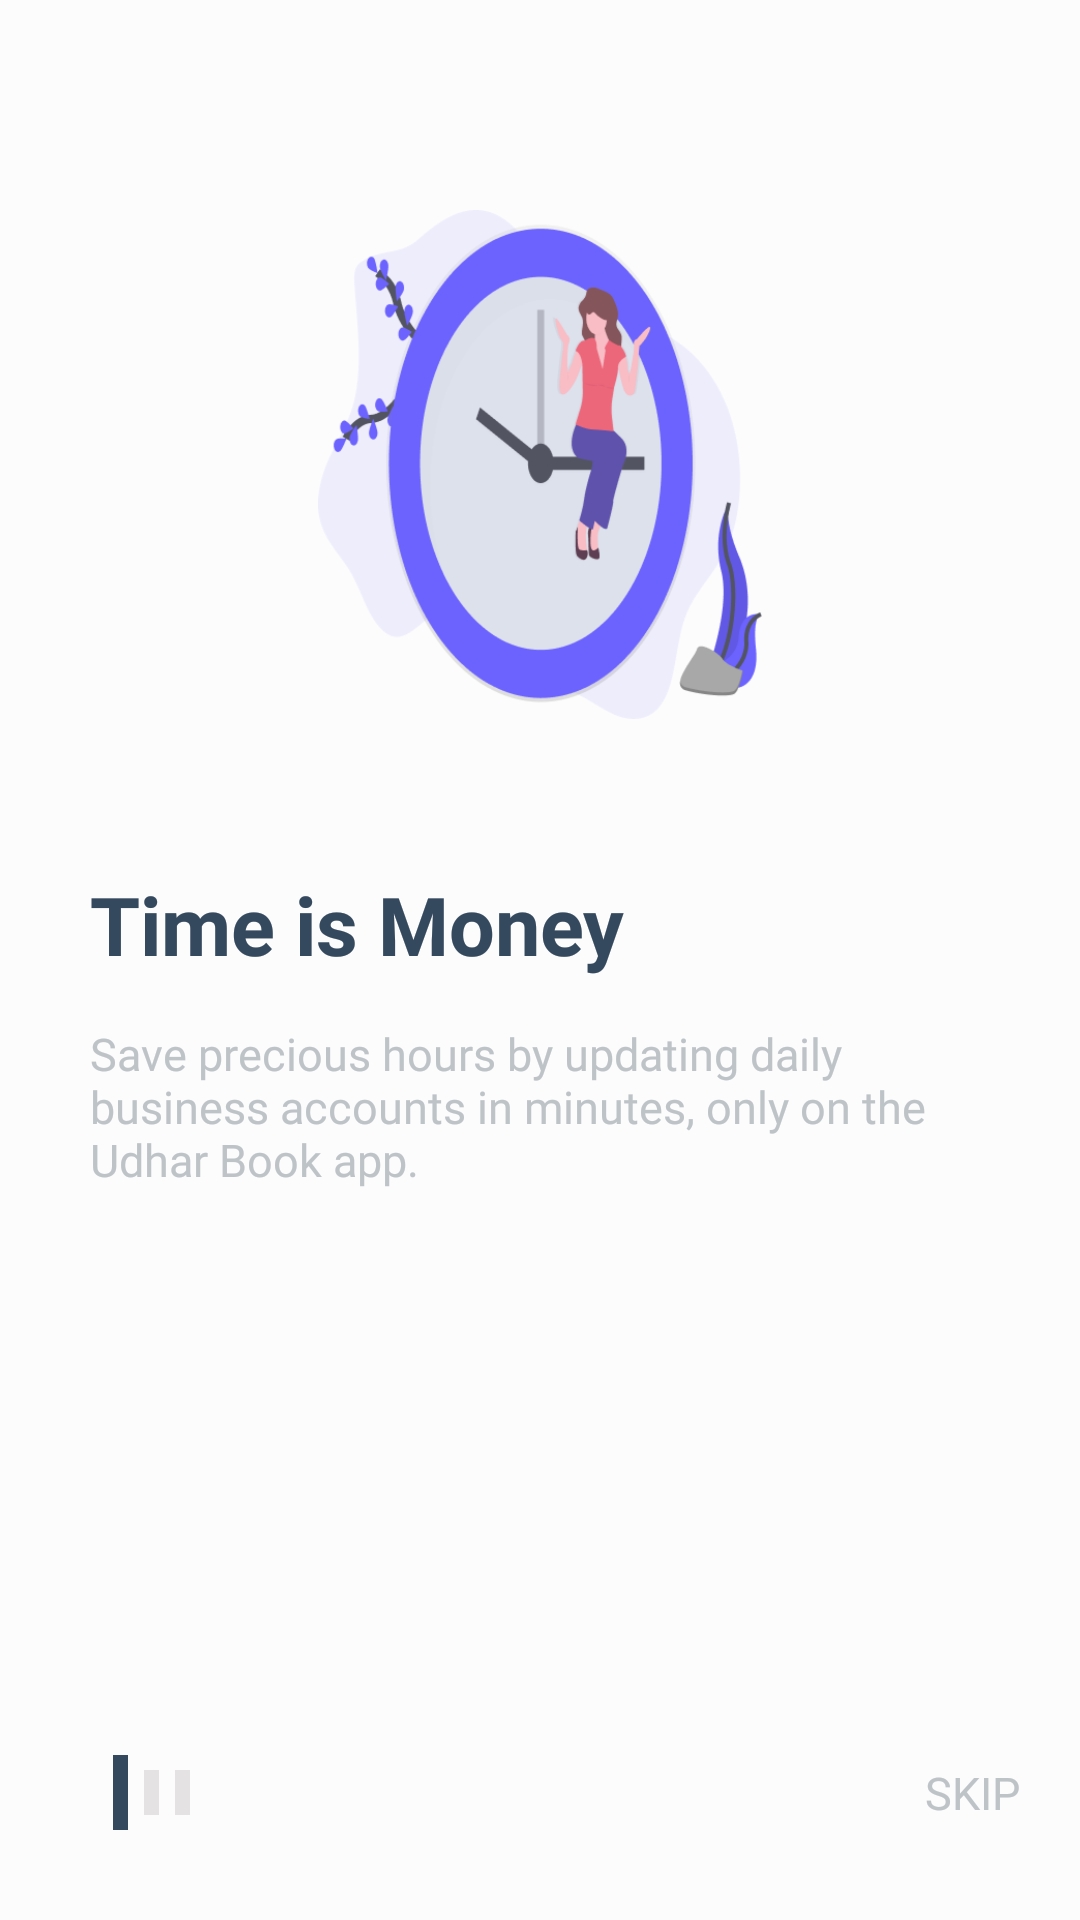 Time is Money
Save precious hours by updating daily
business accounts in minutes, only on the
Udhar Book app.
SKIP